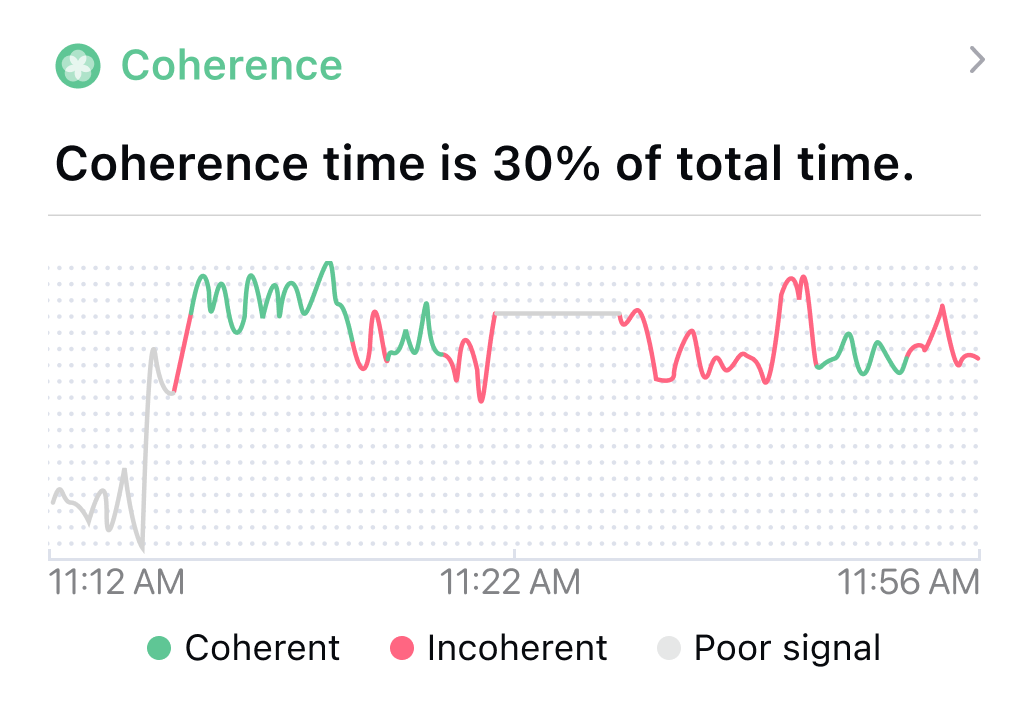 Coherence
Coherence time is 30% of total time.
11:12 AM 11:22 AM 11:56 AM
Coherent Incoherent Poor signal